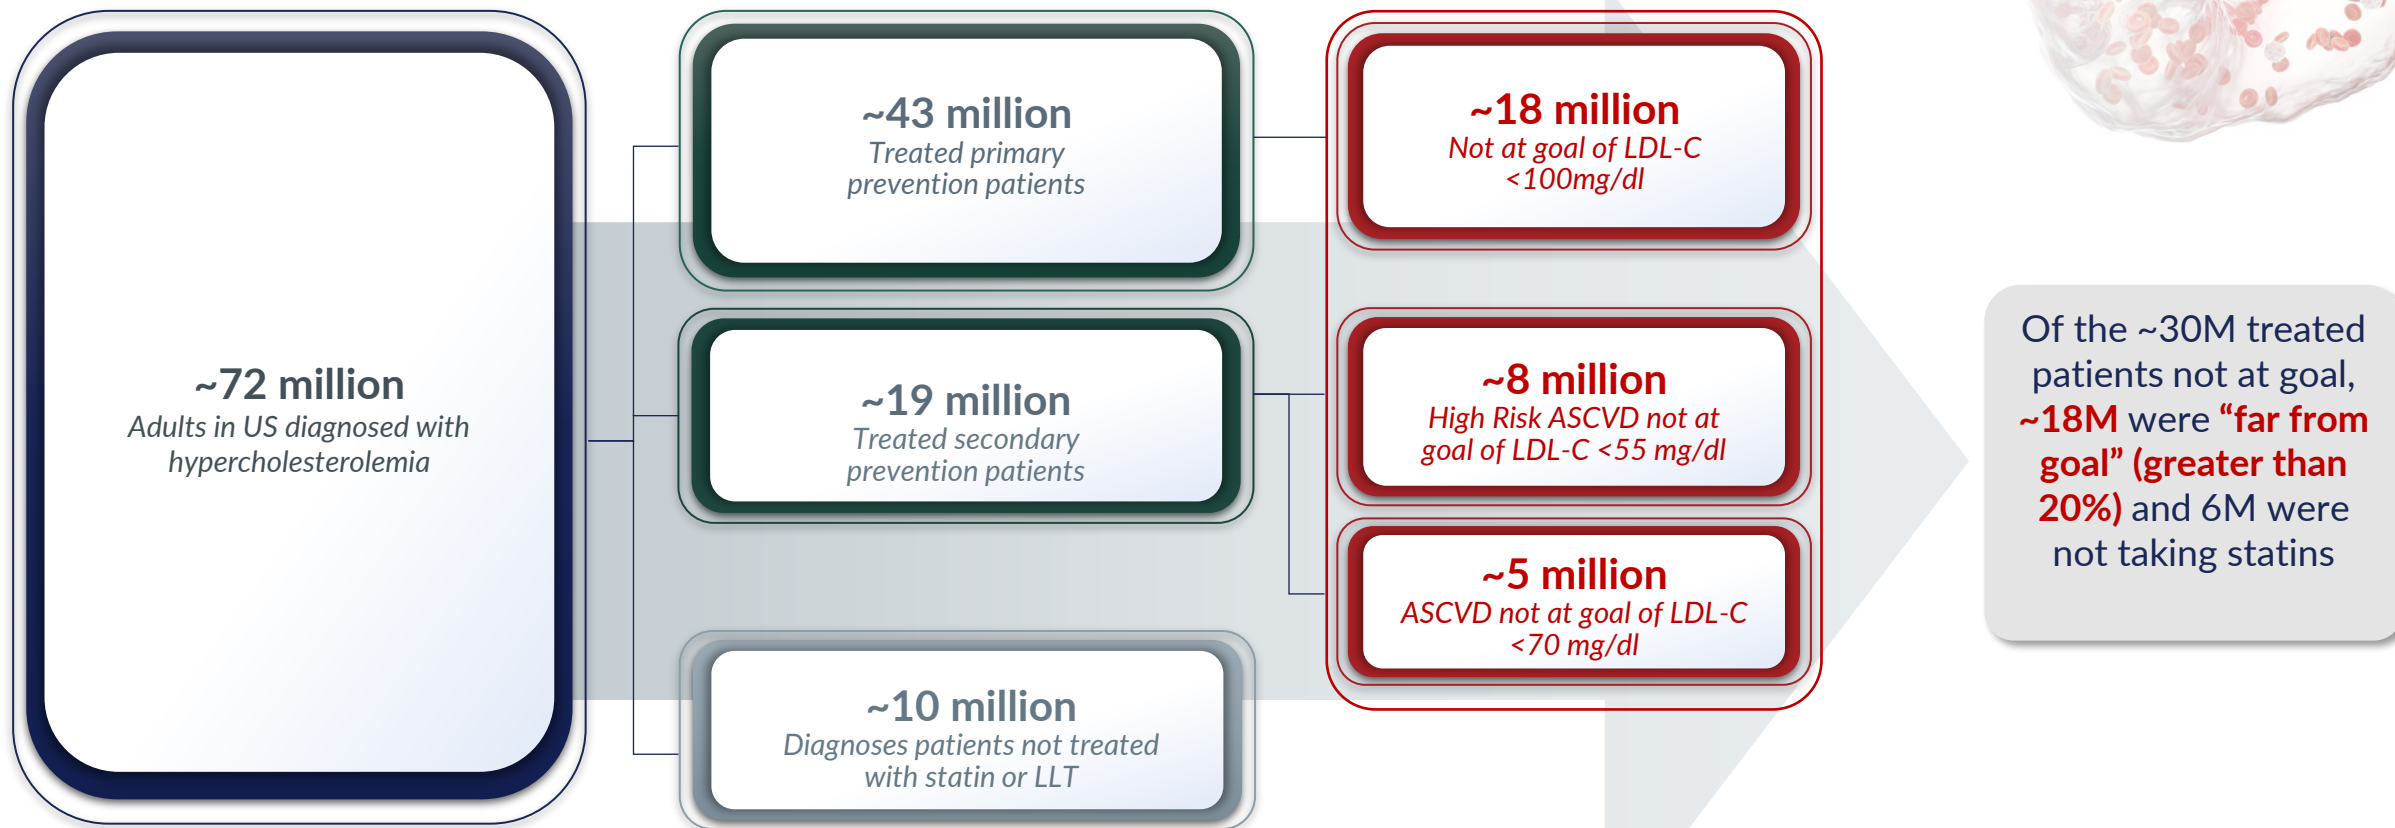 ~72 million
Adults in US diagnosed with
hypercholesterolemia
~43 million
Treated primary
prevention patients
~19 million
Treated secondary
prevention patients
~10 million
Diagnoses patients not treated
with statin or LLT
~18 million
Not at goal of LDL-C
<100mg/dl
~8 million
High Risk ASCVD not at
goal of LDL-C <55 mg/dl
~5 million
ASCVD not at goal of LDL-C
<70 mg/dl
Of the ~30M treated
patients not at goal,
~18M were “far from
goal” (greater than
20%) and 6M were
not taking statins